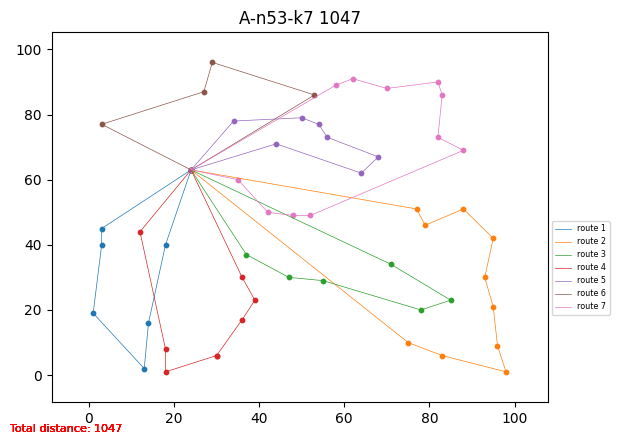 A-n53-k7 1047
100
80
60
40
20
0
0 20 40 60 80 100
route 1
route 2
route 3
route 4
route 5
route 6
route 7
Total distance: 1047